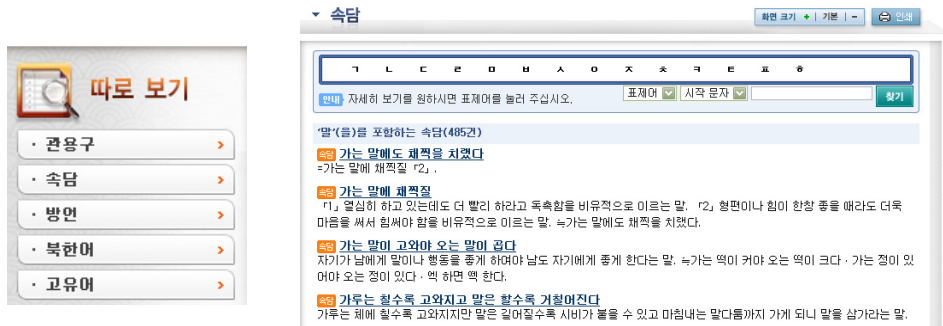 따로 보기
· 관용구
· 속담
· 방언
· 북한어
· 고유어
속담
화면 크기 + | 기본 | -
인쇄
ㄱ ㄴ ㄷ ㄹ ㅁ ㅂ ㅅ ㅇ ㅈ ㅊ ㅋ ㅌ ㅍ ㅎ
안내 자세히 보기를 원하시면 표제어를 눌러 주십시오.
표제어 시작 문자 찾기
'말'(을)를 포함하는 속담(485건)
속담 가는 말에도 채찍을 치랬다
=가는 말에 채찍질「2」.
속담 가는 말에 채찍질
「1」열심히 하고 있는데도 더 빨리 하라고 독촉함을 비유적으로 이르는 말. 「2」형편이나 힘이 한창 좋을 때라도 더욱
마음을 써서 힘써야 함을 비유적으로 이르는 말. ≒가는 말에도 채찍을 치랬다.
속담 가는 말이 고와야 오는 말이 곱다
자기가 남에게 말이나 행동을 좋게 하여야 남도 자기에게 좋게 한다는 말. ≒가는 떡이 커야 오는 떡이 크다·가는 정이 있
어야 오는 정이 있다·엑 하면 떽 한다.
속담 가루는 칠수록 고와지고 말은 할수록 거칠어진다
가루는 체에 칠수록 고와지지만 말은 길어질수록 시비가 붙을 수 있고 마침내는 말다툼까지 가게 되니 말을 삼가라는 말.